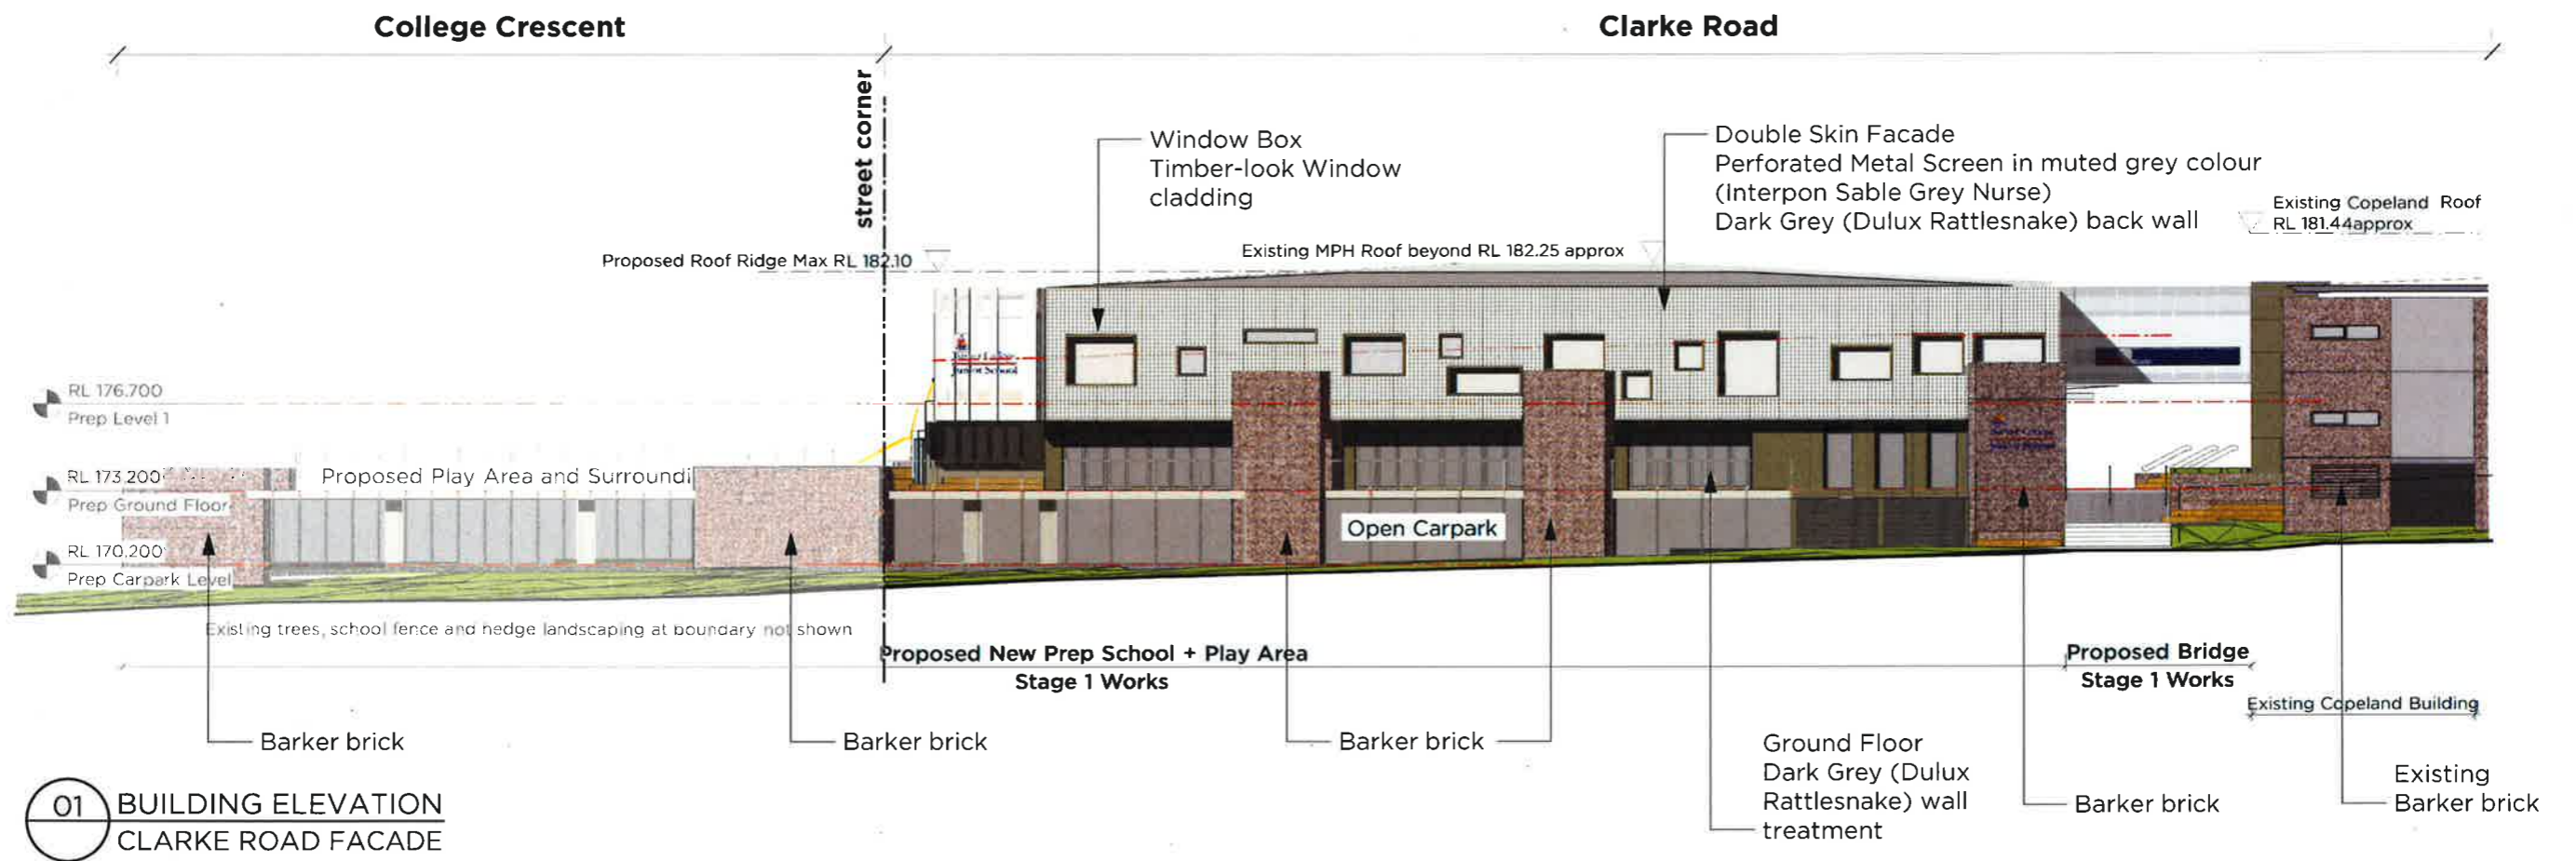 College Crescent
Clarke Road
street corner
Window Box
Timber-look Window
cladding
Double Skin Facade
Perforated Metal Screen in muted grey colour
(Interpon Sable Grey Nurse)
Dark Grey (Dulux Rattlesnake) back wall
Existing Copeland Roof
RL 181.44approx
Proposed Roof Ridge Max RL 182.10
Existing MPH Roof beyond RL 182.25 approx
Junior School
RL 176.700
Prep Level 1
RL 173.200
Prep Ground Floor
Proposed Play Area and Surroundi
RL 170.200
Prep Carpark Level
Open Carpark
Existing trees, school fence and hedge landscaping at boundary not shown
Proposed New Prep School + Play Area
Stage 1 Works
Proposed Bridge
Stage 1 Works
Existing Copeland Building
Barker brick
Barker brick
Barker brick
Ground Floor
Dark Grey (Dulux
Rattlesnake) wall
treatment
Barker brick
Existing
Barker brick
01
BUILDING ELEVATION
CLARKE ROAD FACADE